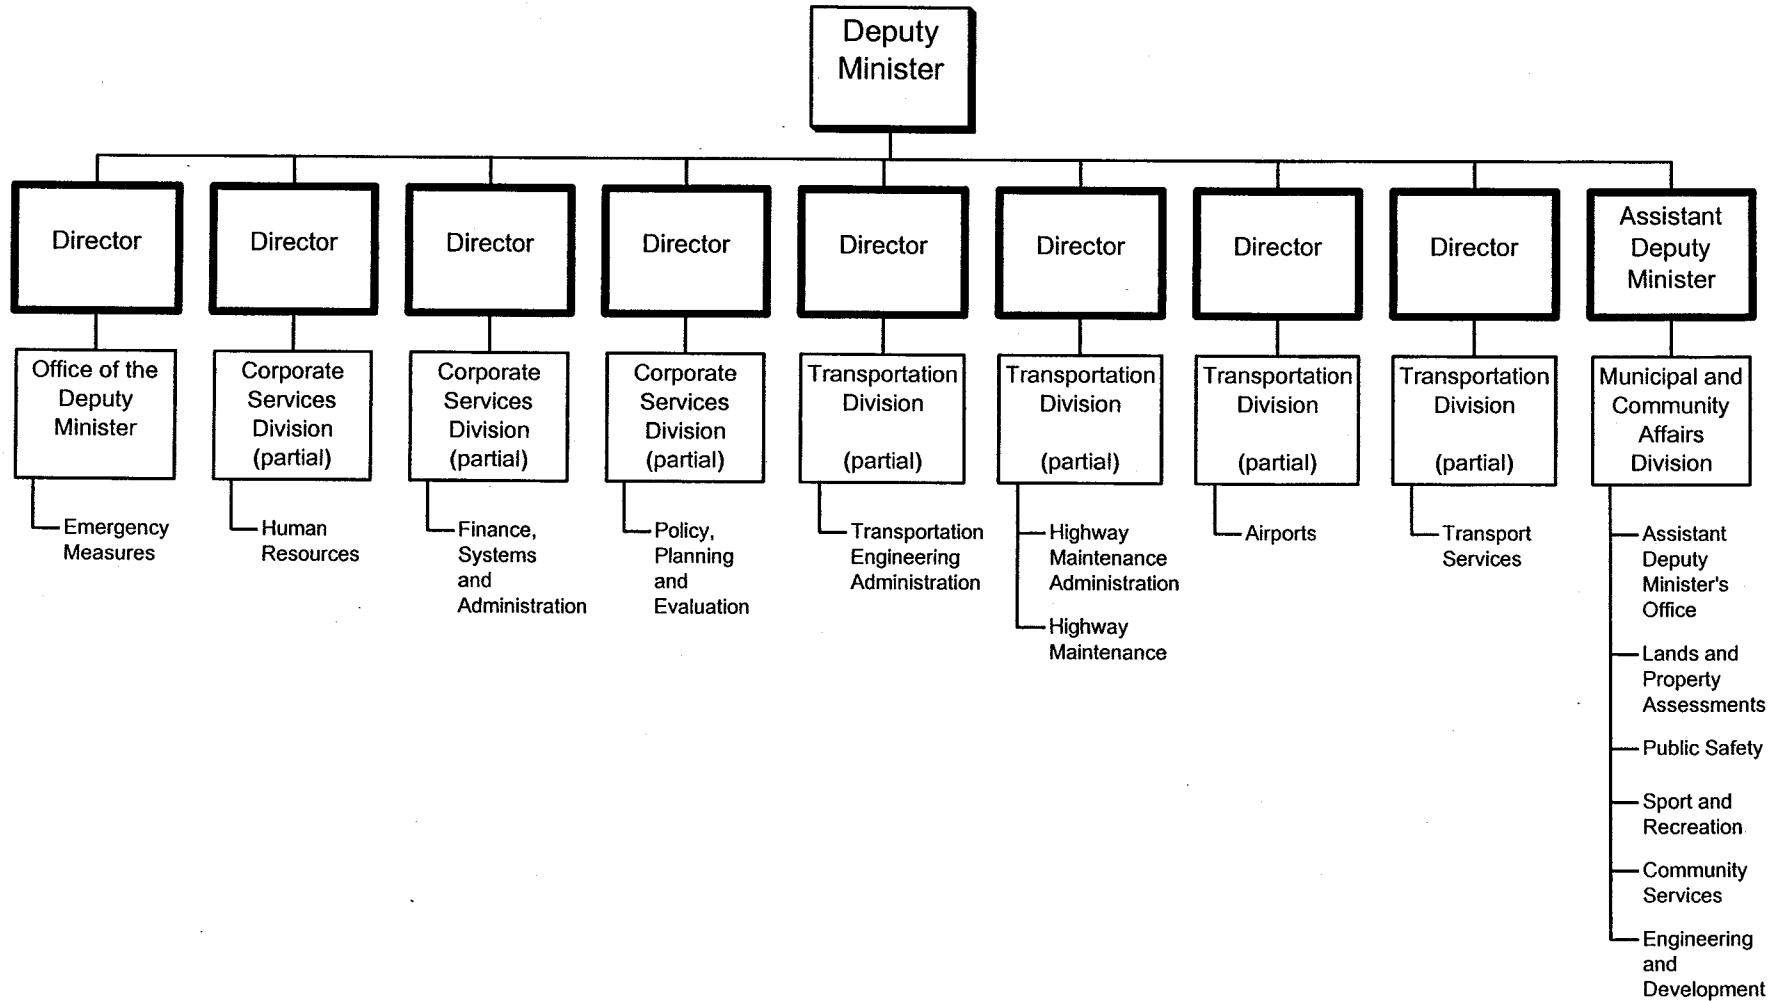 Deputy
Minister
Director
Director
Director
Director
Director
Director
Director
Director
Assistant
Deputy
Minister
Office of the
Deputy
Minister
Corporate
Services
Division
(partial)
Corporate
Services
Division
(partial)
Corporate
Services
Division
(partial)
Transportation
Division
(partial)
Transportation
Division
(partial)
Transportation
Division
(partial)
Transportation
Division
(partial)
Municipal and
Community
Affairs
Division
Emergency
Measures
Human
Resources
Finance,
Systems
and
Administration
Policy,
Planning
and
Evaluation
Transportation
Engineering
Administration
Highway
Maintenance
Administration
Highway
Maintenance
Airports
Transport
Services
Assistant
Deputy
Minister's
Office
Lands and
Property
Assessments
Public Safety
Sport and
Recreation
Community
Services
Engineering
and
Development